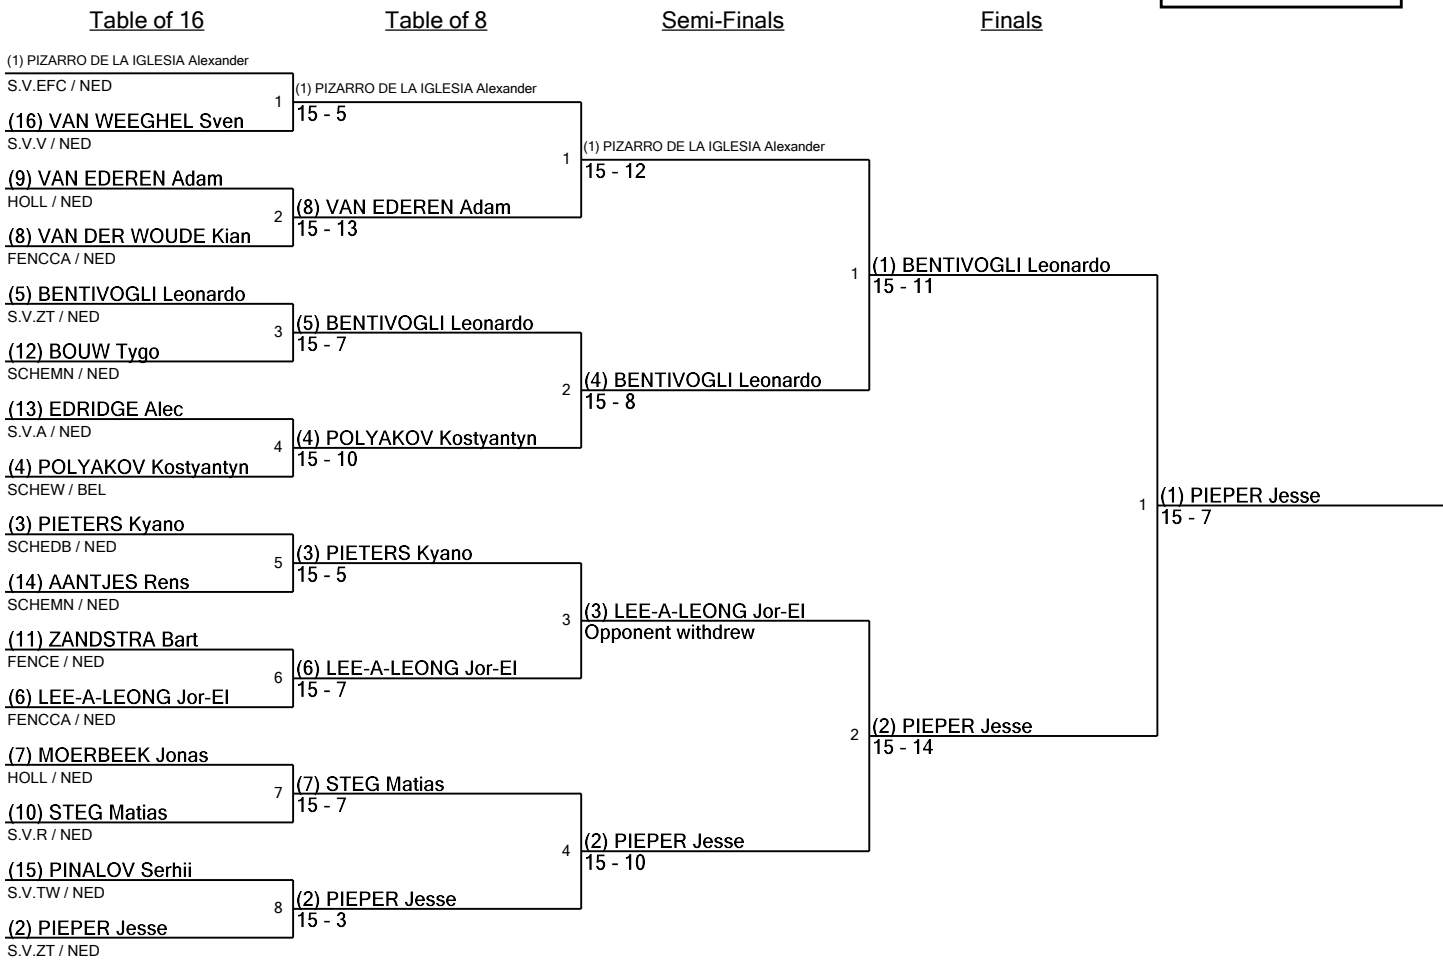 Table of 16
Table of 8
Semi-Finals
Finals
(1) PIZARRO DE LA IGLESIA Alexander
S.V.EFC / NED
1
(16) VAN WEEGHEL Sven
S.V.V / NED
(9) VAN EDEREN Adam
HOLL / NED
2
(8) VAN DER WOUDE Kian
FENCCA / NED
(5) BENTIVOGLI Leonardo
S.V.ZT / NED
3
(12) BOUW Tygo
SCHEMN / NED
(13) EDRIDGE Alec
S.V.A / NED
4
(4) POLYAKOV Kostyantyn
SCHEW / BEL
(3) PIETERS Kyano
SCHEDB / NED
5
(14) AANTJES Rens
SCHEMN / NED
(11) ZANDSTRA Bart
FENCE / NED
6
(6) LEE-A-LEONG Jor-El
FENCCA / NED
(7) MOERBEEK Jonas
HOLL / NED
7
(10) STEG Matias
S.V.R / NED
(15) PINALOV Serhii
S.V.TW / NED
8
(2) PIEPER Jesse
S.V.ZT / NED
(1) PIZARRO DE LA IGLESIA Alexander
15 - 5
1
(8) VAN EDEREN Adam
15 - 13
(5) BENTIVOGLI Leonardo
15 - 7
2
(4) POLYAKOV Kostyantyn
15 - 10
(3) PIETERS Kyano
15 - 5
3
(6) LEE-A-LEONG Jor-El
15 - 7
(7) STEG Matias
15 - 7
4
(2) PIEPER Jesse
15 - 3
(1) PIZARRO DE LA IGLESIA Alexander
15 - 12
1
(4) BENTIVOGLI Leonardo
15 - 8
(3) LEE-A-LEONG Jor-El
Opponent withdrew
2
(2) PIEPER Jesse
15 - 10
(1) BENTIVOGLI Leonardo
15 - 11
1
(2) PIEPER Jesse
15 - 14
(1) PIEPER Jesse
15 - 7